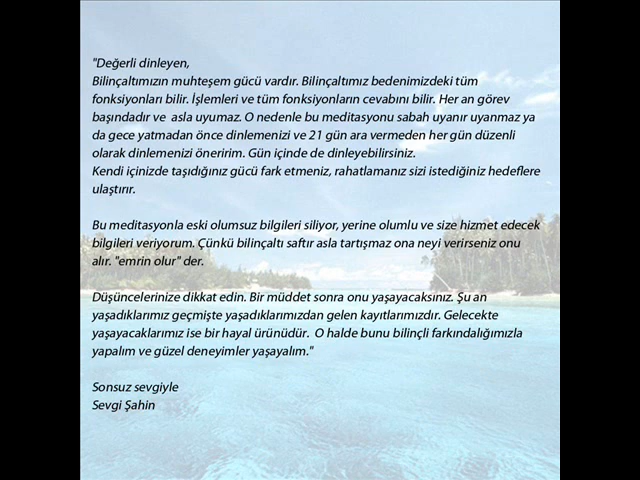 "Değerli dinleyen,
Bilinçaltımızın muhteşem gücü vardır. Bilinçaltımız bedenimizdeki tüm
fonksiyonları bilir. İşlemleri ve tüm fonksiyonların cevabını bilir. Her an görev
başındadır ve asla uyumaz. O nedenle bu meditasyonu sabah uyanır uyanmaz ya
da gece yatmadan önce dinlemenizi ve 21 gün ara vermeden her gün düzenli
olarak dinlemenizi öneririm. Gün içinde de dinleyebilirsiniz.
Kendi içinizde taşıdığınız gücü fark etmeniz, rahatlamanız sizi istediğiniz hedeflere
ulaştırır.
Bu meditasyonla eski olumsuz bilgileri siliyor, yerine olumlu ve size hizmet edecek
bilgileri veriyorum. Çünkü bilinçaltı saftır asla tartışmaz ona neyi verirseniz onu
alır. "emrin olur" der.
Düşüncelerinize dikkat edin. Bir müddet sonra onu yaşayacaksınız. Şu an
yaşadıklarımız geçmişte yaşadıklarımızdan gelen kayıtlarımızdır. Gelecekte
yaşayacaklarımız ise bir hayal ürünüdür. O halde bunu bilinçli farkındalığımızla
yapalım ve güzel deneyimler yaşayalım."
Sonsuz sevgiyle
Sevgi Şahin